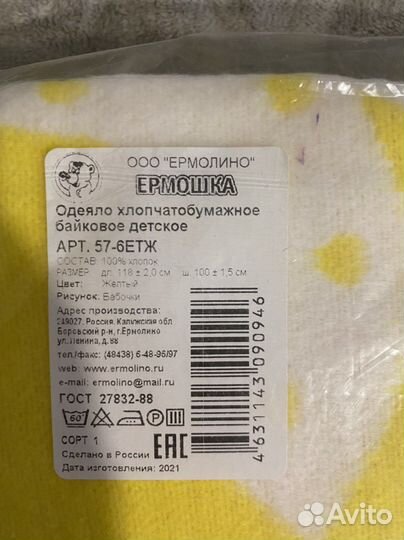 ООО "ЕРМОЛИНО"
ЕРМОШКА
Одеяло хлопчатобумажное
байковое детское
АРТ. 57-6ЕТЖ
СОСТАВ: 100% хлопок
РАЗМЕР: дл. 118 ± 2,0 см ш. 100 ± 1,5 см
Цвет: Желтый
Рисунок: Бабочки
Адрес производства:
249027, Россия, Калужская обл.
Боровский р-н, г.Ермолино
ул. Ленина, д.88
тел./факс: (48438) 6-48-96/97
web: www.ermolino.ru
e-mail: ermolino@mail.ru
ГОСТ 27832-88
60
P
СОРТ 1
ЕАС
Сделано в России
Дата изготовления: 2021
4631143090946
Avito